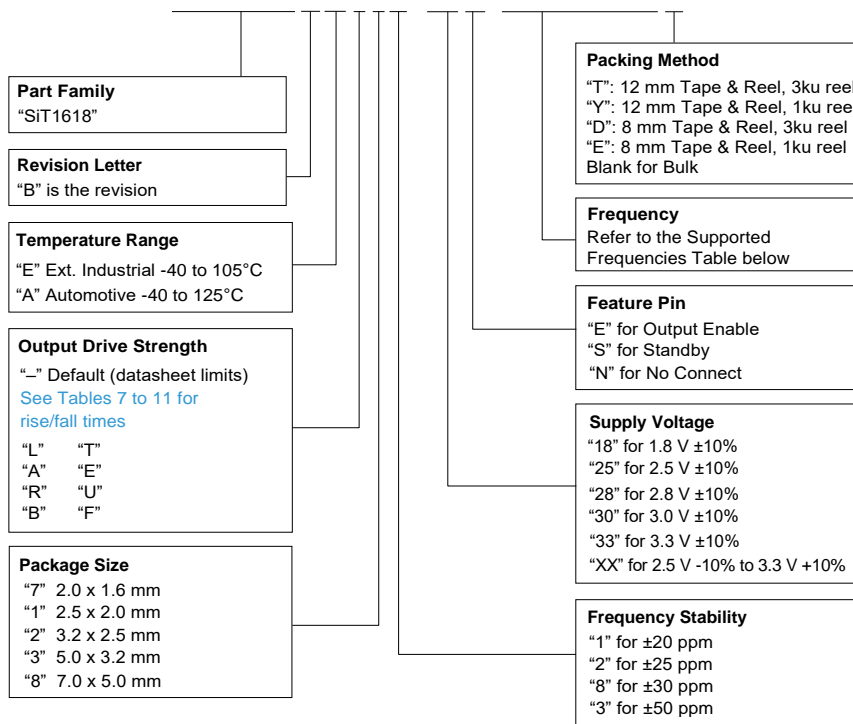 Part Family
“SiT1618”
Revision Letter
“B” is the revision
Temperature Range
“E” Ext. Industrial -40 to 105°C
“A” Automotive -40 to 125°C
Output Drive Strength
“–” Default (datasheet limits)
See Tables 7 to 11 for
rise/fall times
“L” “T”
“A” “E”
“R” “U”
“B” “F”
Package Size
“7” 2.0 x 1.6 mm
“1” 2.5 x 2.0 mm
“2” 3.2 x 2.5 mm
“3” 5.0 x 3.2 mm
“8” 7.0 x 5.0 mm
Packing Method
“T”: 12 mm Tape & Reel, 3ku reel
“Y”: 12 mm Tape & Reel, 1ku reel
“D”: 8 mm Tape & Reel, 3ku reel
“E”: 8 mm Tape & Reel, 1ku reel
Blank for Bulk
Frequency
Refer to the Supported
Frequencies Table below
Feature Pin
“E” for Output Enable
“S” for Standby
“N” for No Connect
Supply Voltage
“18” for 1.8 V ±10%
“25” for 2.5 V ±10%
“28” for 2.8 V ±10%
“30” for 3.0 V ±10%
“33” for 3.3 V ±10%
“XX” for 2.5 V -10% to 3.3 V +10%
Frequency Stability
“1” for ±20 ppm
“2” for ±25 ppm
“8” for ±30 ppm
“3” for ±50 ppm